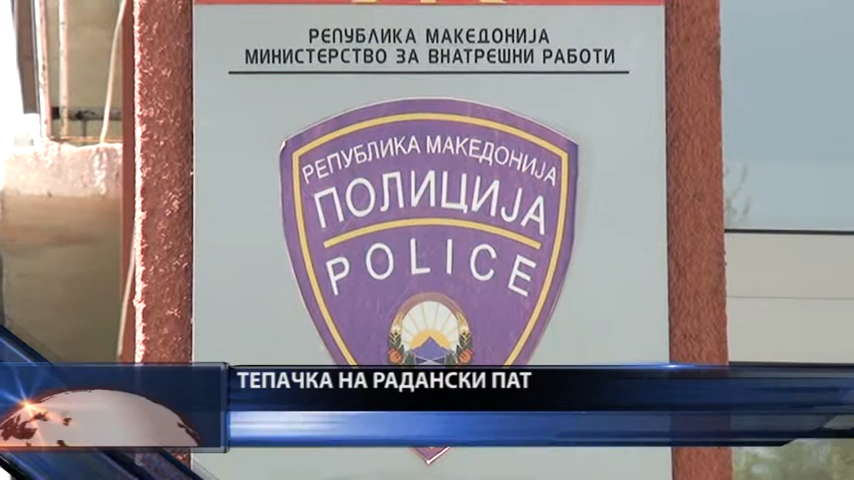 РЕПУБЛИКА МАКЕДОНИЈА
МИНИСТЕРСТВО ЗА ВНАТРЕШНИ РАБОТИ
РЕПУБЛИКА МАКЕДОНИЈА
ПОЛИЦИЈА
POLICE
ТЕПАЧКА НА РАДАНСКИ ПАТ